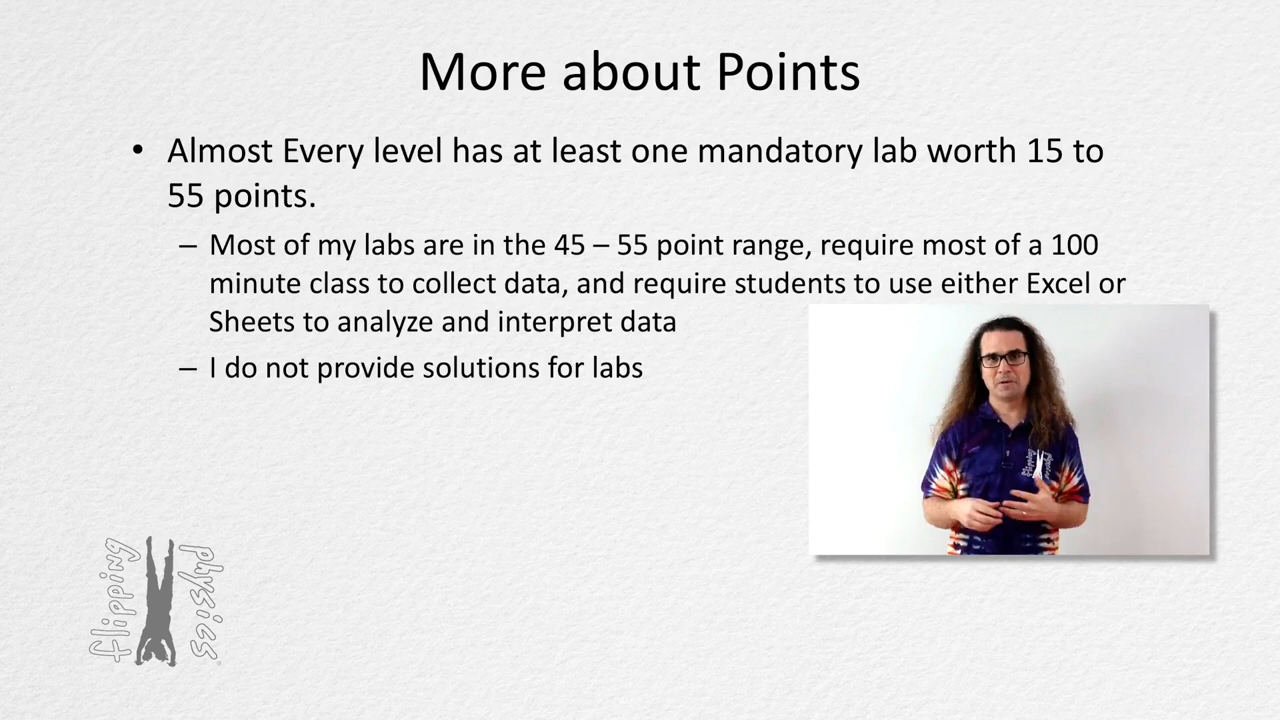 More about Points
• Almost Every level has at least one mandatory lab worth 15 to
55 points.
– Most of my labs are in the 45 – 55 point range, require most of a 100
minute class to collect data, and require students to use either Excel or
Sheets to analyze and interpret data
– I do not provide solutions for labs
flipping
physics
flipping
physics